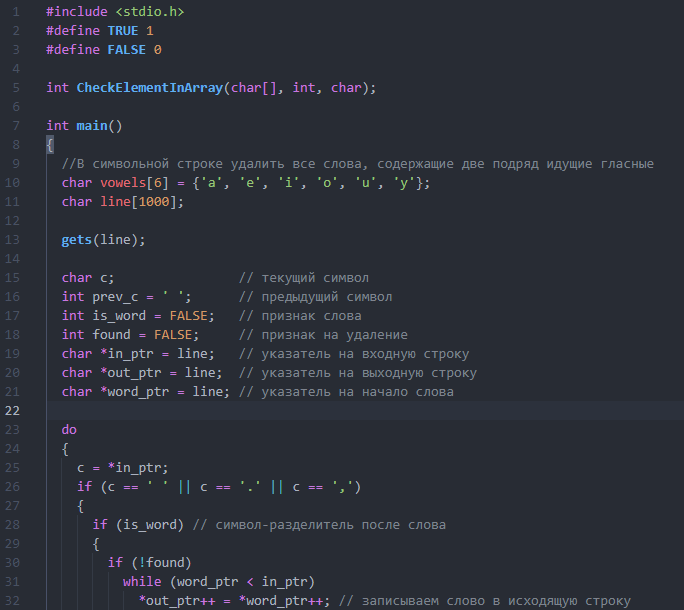 1 #include <stdio.h>
2 #define TRUE 1
3 #define FALSE 0
4
5 int CheckElementInArray(char[], int, char);
6
7 int main()
8 {
9 //В символьной строке удалить все слова, содержащие две подряд идущие гласные
10 char vowels[6] = {'a', 'e', 'i', 'o', 'u', 'y'};
11 char line[1000];
12
13 gets(line);
14
15 char c; // текущий символ
16 int prev_c = ' '; // предыдущий символ
17 int is_word = FALSE; // признак слова
18 int found = FALSE; // признак на удаление
19 char *in_ptr = line; // указатель на входную строку
20 char *out_ptr = line; // указатель на выходную строку
21 char *word_ptr = line; // указатель на начало слова
22
23 do
24 {
25 c = *in_ptr;
26 if (c == ' ' || c == '.' || c == ',')
27 {
28 if (is_word) // символ-разделитель после слова
29 {
30 if (!found)
31 while (word_ptr < in_ptr)
32 *out_ptr++ = *word_ptr++; // записываем слово в исходящую строку